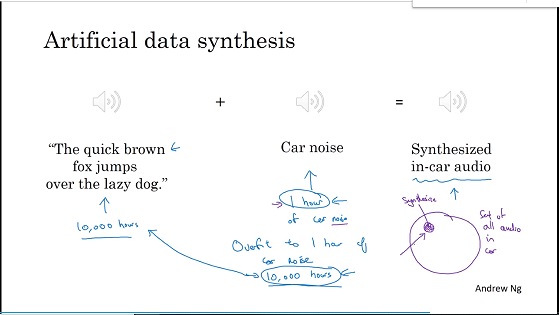 Artificial data synthesis
+
=
"The quick brown
fox jumps
over the lazy dog."
10,000 hours
Car noise
1 hour
of car noise
Overfit to 1 hour of
car noise
10,000 hours
Synthesized
in-car audio
Synthesize
Set of
all audio
in
car
Andrew Ng